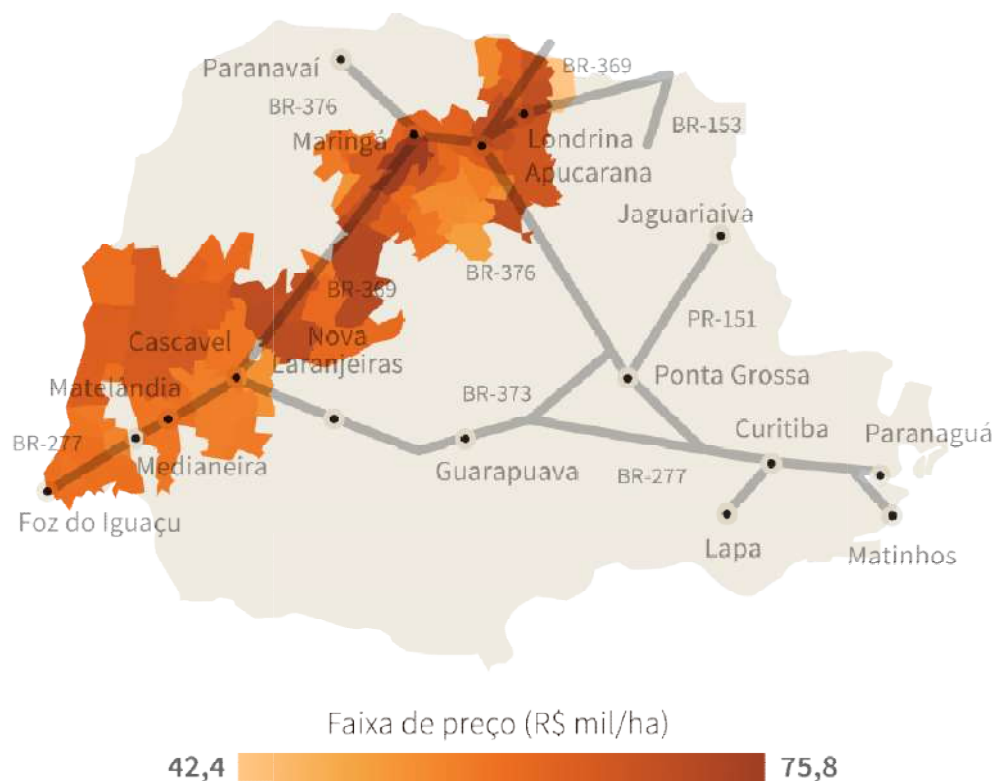 Paranavaí
BR-369
BR-376
BR-153
Maringá
Londrina
Apucarana
Jaguariaíva
BR-376
BR-369
PR-151
Nova
Laranjeiras
Cascavel
Matelândia
Ponta Grossa
BR-373
BR-277
Medianeira
Guarapuava
BR-277
Curitiba
Paranaguá
Foz do Iguaçu
Lapa
Matinhos
Faixa de preço (R$ mil/ha)
42,4
75,8